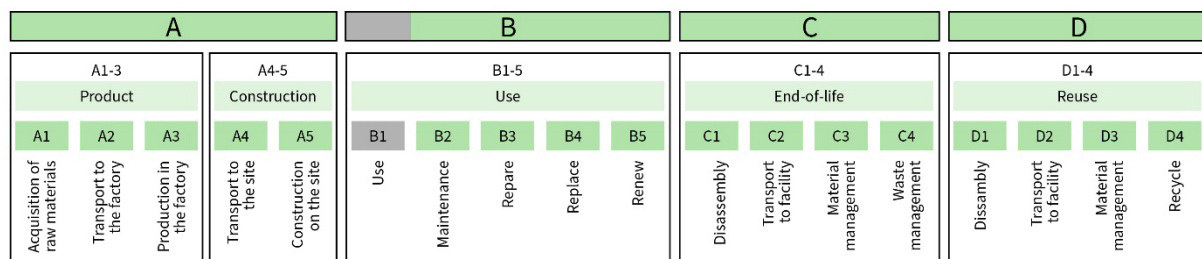 A
B
C
D
A1-3
Product
A4-5
Construction
B1-5
Use
C1-4
End-of-life
D1-4
Reuse
A1
A2
A3
A4
A5
B1
B2
B3
B4
B5
C1
C2
C3
C4
D1
D2
D3
D4
Acquisition of
raw materials
Transport to
the factory
Production in
the factory
Transport to
the site
Construction
on the site
Use
Maintenance
Repare
Replace
Renew
Disassembly
Transport
to facility
Material
management
Waste
management
Dissambly
Transport
to facility
Material
management
Recycle